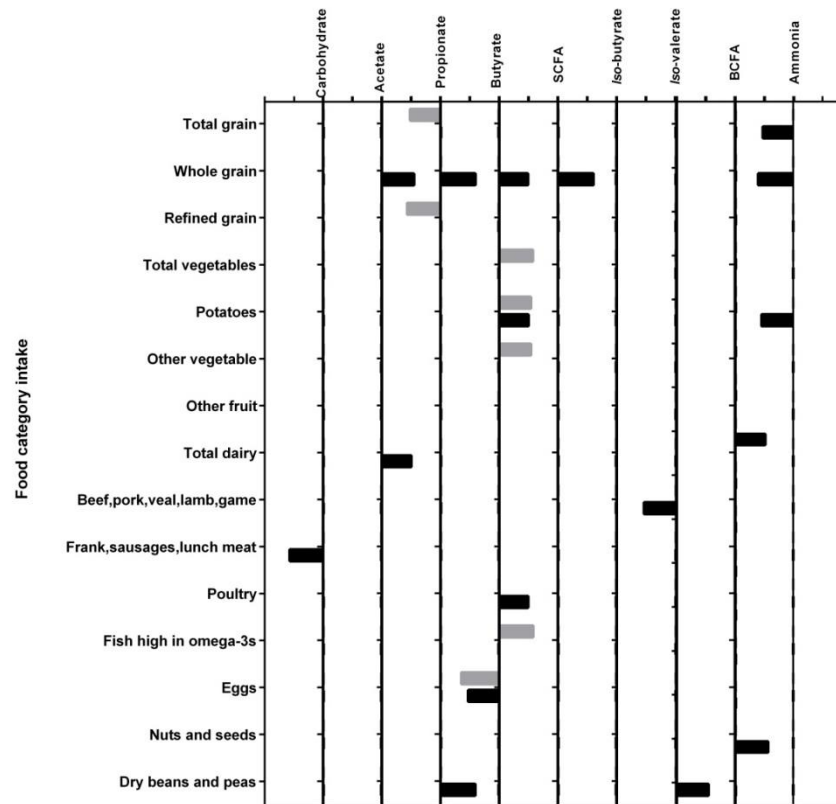 Carbohydrate
Acetate
Propionate
Butyrate
SCFA
Iso-butyrate
Iso-valerate
BCFA
Ammonia
Food category intake
Total grain
Whole grain
Refined grain
Total vegetables
Potatoes
Other vegetable
Other fruit
Total dairy
Beef,pork,veal,lamb,game
Frank,sausages,lunch meat
Poultry
Fish high in omega-3s
Eggs
Nuts and seeds
Dry beans and peas